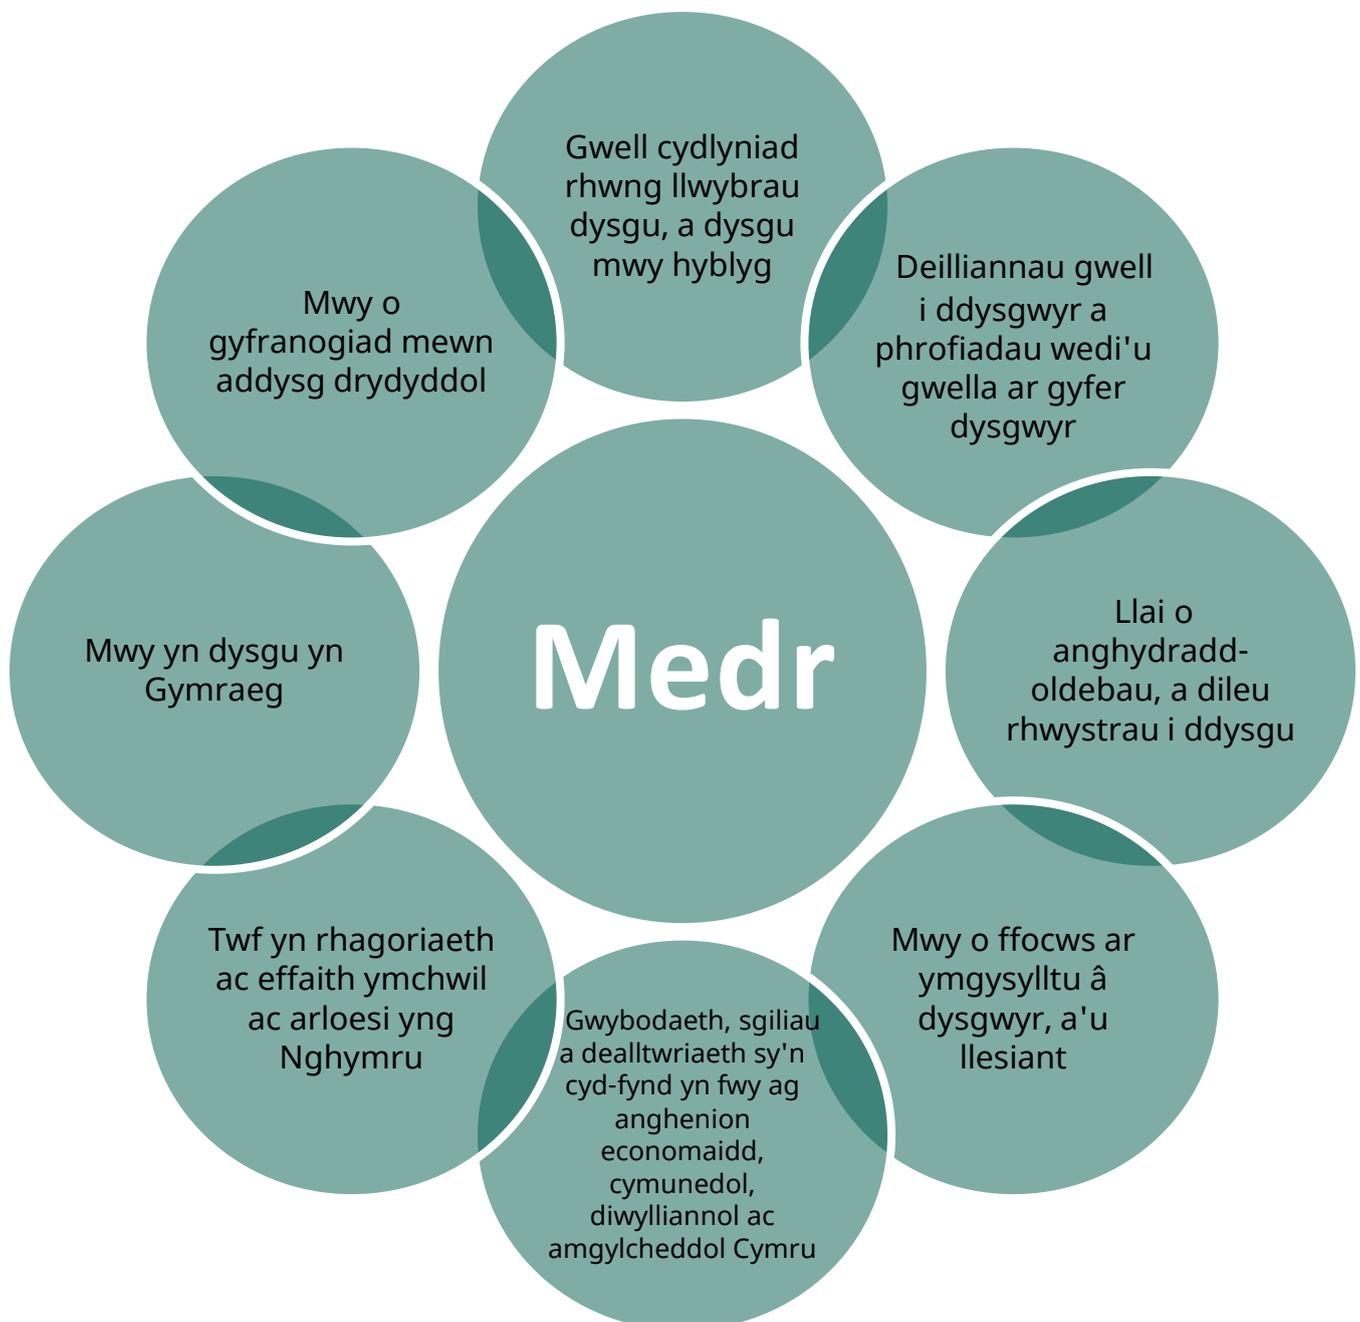 Gwell cydlyniad
rhwng llwybrau
dysgu, a dysgu
mwy hyblyg
Deilliannau gwell
i ddysgwyr a
phrofiadau wedi'u
gwella ar gyfer
dysgwyr
Llai o
anghydradd-
oldebau, a dileu
rhwystrau i ddysgu
Mwy o ffocws ar
ymgysylltu â
dysgwyr, a'u
llesiant
Gwybodaeth, sgiliau
a dealltwriaeth sy'n
cyd-fynd yn fwy ag
anghenion
economaidd,
cymunedol,
diwylliannol ac
amgylcheddol Cymru
Twf yn rhagoriaeth
ac effaith ymchwil
ac arloesi yng
Nghymru
Mwy yn dysgu yn
Gymraeg
Mwy o
gyfranogiad mewn
addysg drydyddol
Medr